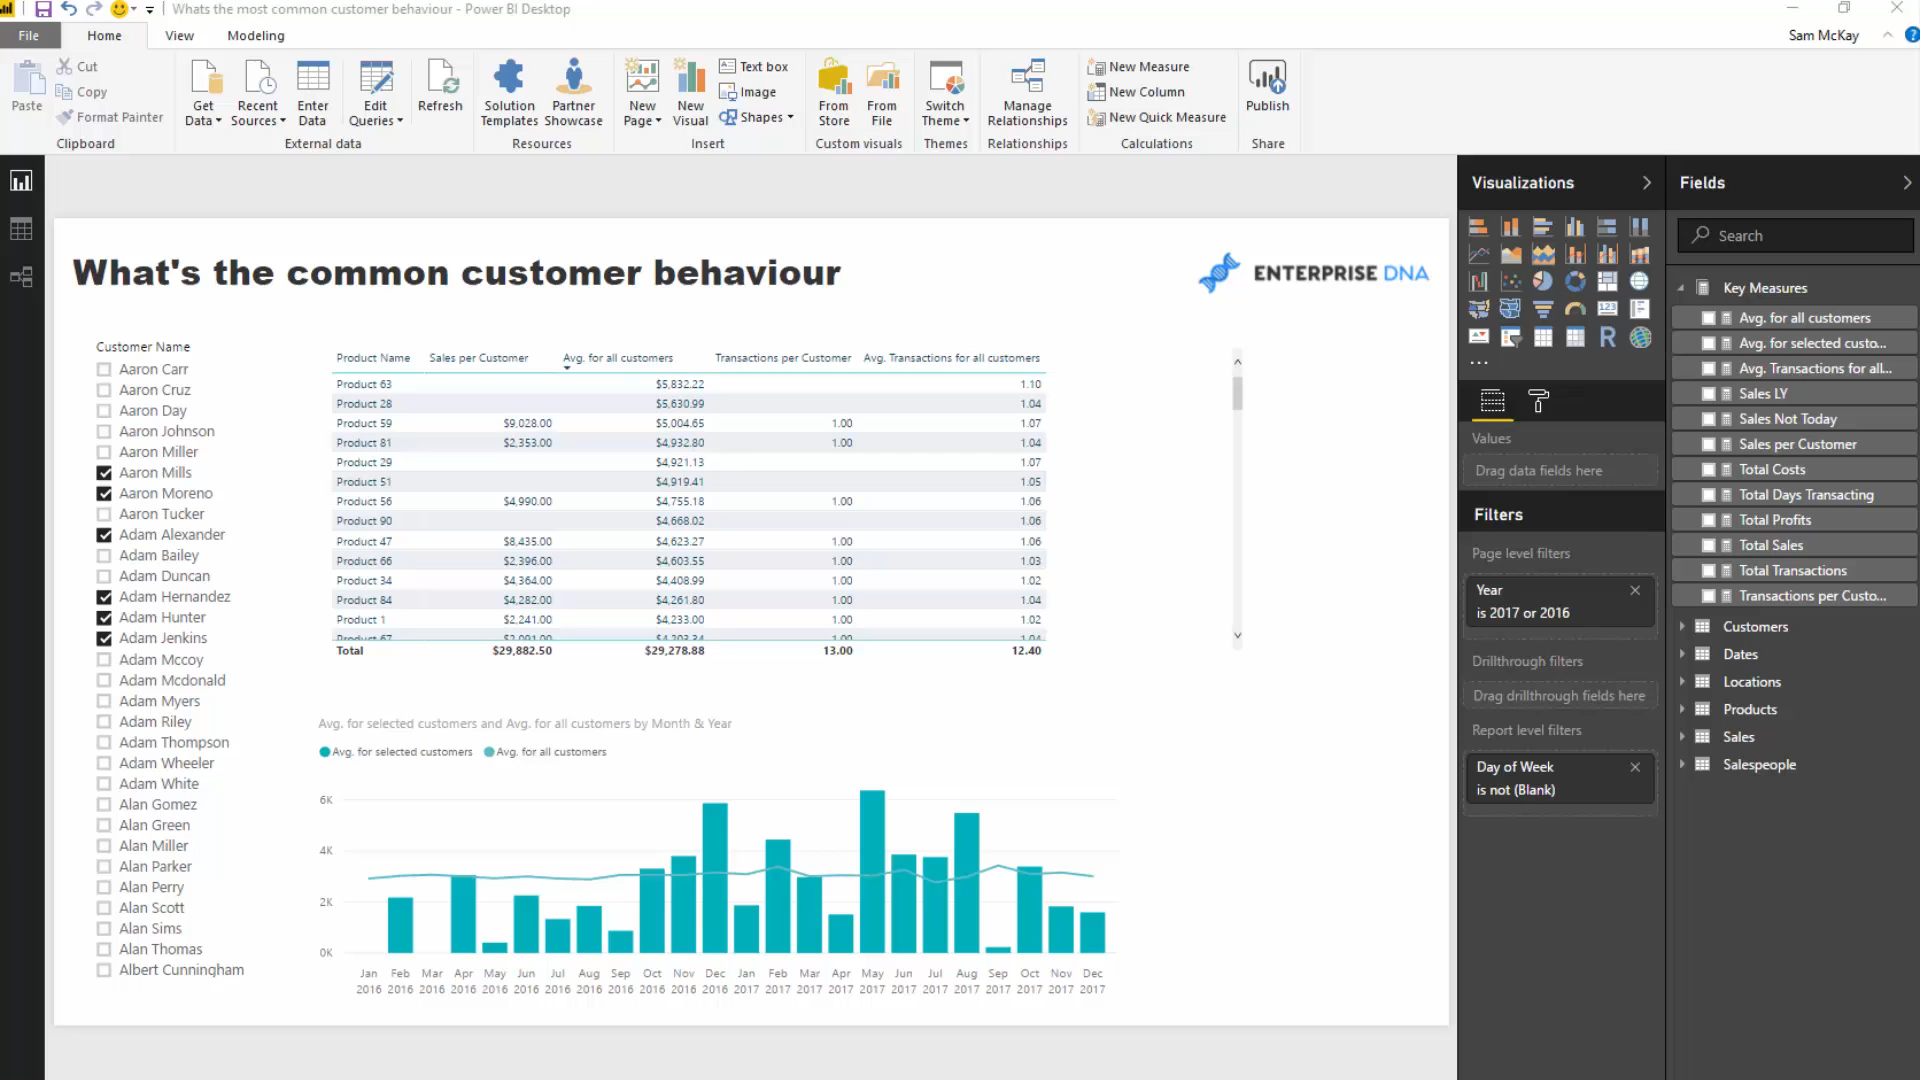 Whats the most common customer behaviour - Power BI Desktop
File Home View Modeling Sam McKay
Paste
Cut
Copy
Format Painter
Clipboard
Get Data
Recent Sources
Enter Data
Edit Queries
External data
Refresh
Solution Templates
Partner Showcase
Resources
New Page
New Visual
Text box
Image
Shapes
Insert
From Store
From File
Custom visuals
Switch Theme
Themes
Manage Relationships
Relationships
New Measure
New Column
New Quick Measure
Calculations
Publish
Share
What's the common customer behaviour
ENTERPRISE DNA
Customer Name
Aaron Carr
Aaron Cruz
Aaron Day
Aaron Johnson
Aaron Miller
Aaron Mills
Aaron Moreno
Aaron Tucker
Adam Alexander
Adam Bailey
Adam Duncan
Adam Hernandez
Adam Hunter
Adam Jenkins
Adam Mccoy
Adam Mcdonald
Adam Myers
Adam Riley
Adam Thompson
Adam Wheeler
Adam White
Alan Gomez
Alan Green
Alan Miller
Alan Parker
Alan Perry
Alan Scott
Alan Sims
Alan Thomas
Albert Cunningham
Product Name Sales per Customer Avg. for all customers Transactions per Customer Avg. Transactions for all customers
Product 63 $5,832.22 1.10
Product 28 $5,630.99 1.04
Product 59 $9,028.00 $5,004.65 1.00 1.07
Product 81 $2,353.00 $4,932.80 1.00 1.04
Product 29 $4,921.13 1.07
Product 51 $4,919.41 1.05
Product 56 $4,990.00 $4,755.18 1.00 1.06
Product 90 $4,668.02 1.06
Product 47 $8,435.00 $4,623.27 1.00 1.06
Product 66 $2,396.00 $4,603.55 1.00 1.03
Product 34 $4,364.00 $4,408.99 1.00 1.02
Product 84 $4,282.00 $4,261.80 1.00 1.04
Product 1 $2,241.00 $4,233.00 1.00 1.02
Product 67 $2,091.00 $4,203.34 1.00 1.04
Total $29,882.50 $29,278.88 13.00 12.40
Avg. for selected customers and Avg. for all customers by Month & Year
Avg. for selected customers Avg. for all customers
6K
4K
2K
0K
Jan Feb Mar Apr May Jun Jul Aug Sep Oct Nov Dec Jan Feb Mar Apr May Jun Jul Aug Sep Oct Nov Dec
2016 2016 2016 2016 2016 2016 2016 2016 2016 2016 2016 2016 2017 2017 2017 2017 2017 2017 2017 2017 2017 2017 2017 2017
Visualizations
R
123
Values
Drag data fields here
Filters
Page level filters
Year
is 2017 or 2016
Drillthrough filters
Drag drillthrough fields here
Report level filters
Day of Week
is not (Blank)
Fields
Search
Key Measures
Avg. for all customers
Avg. for selected custo...
Avg. Transactions for all...
Sales LY
Sales Not Today
Sales per Customer
Total Costs
Total Days Transacting
Total Profits
Total Sales
Total Transactions
Transactions per Custo...
Customers
Dates
Locations
Products
Sales
Salespeople